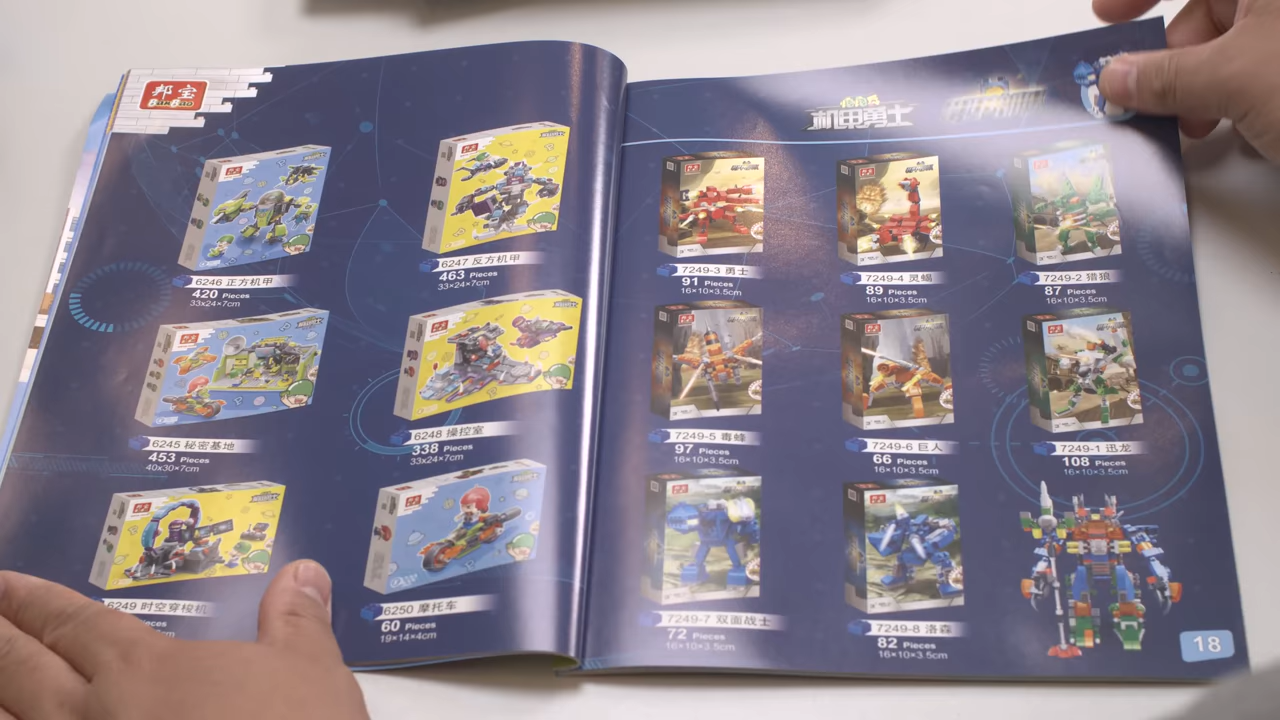 邦宝
BanBao
6246 正方机甲
420 Pieces
33x24×7cm
6247 反方机甲
463 Pieces
33×24×7cm
6245 秘密基地
453 Pieces
40x30×7cm
6248 操控室
338 Pieces
33x24×7cm
6249 时空穿梭机
6250 摩托车
60 Pieces
19×14×4cm
机甲勇士
7249-3 勇士
91 Pieces
16×10×3.5cm
7249-4 灵蝎
89 Pieces
16×10×3.5cm
7249-2 猎狼
87 Pieces
16×10×3.5cm
7249-5 毒蜂
97 Pieces
16×10×3.5cm
7249-6 巨人
66 Pieces
16×10×3.5cm
7249-1 迅龙
108 Pieces
16×10×3.5cm
7249-7 双面战士
72 Pieces
16×10×3.5cm
7249-8 洛森
82 Pieces
16×10×3.5cm
18